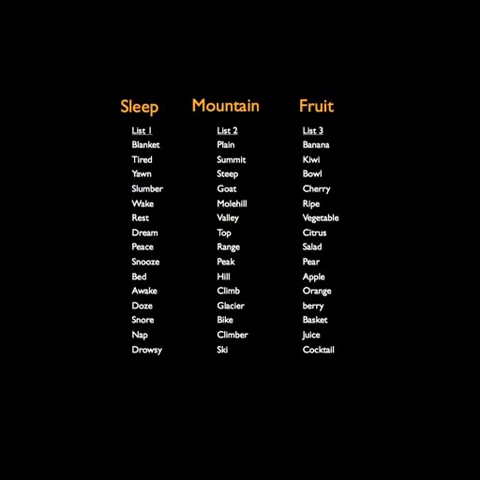 Sleep Mountain Fruit
List 1 List 2 List 3
Blanket Plain Banana
Tired Summit Kiwi
Yawn Steep Bowl
Slumber Goat Cherry
Wake Molehill Ripe
Rest Valley Vegetable
Dream Top Citrus
Peace Range Salad
Snooze Peak Pear
Bed Hill Apple
Awake Climb Orange
Doze Glacier berry
Snore Bike Basket
Nap Climber Juice
Drowsy Ski Cocktail